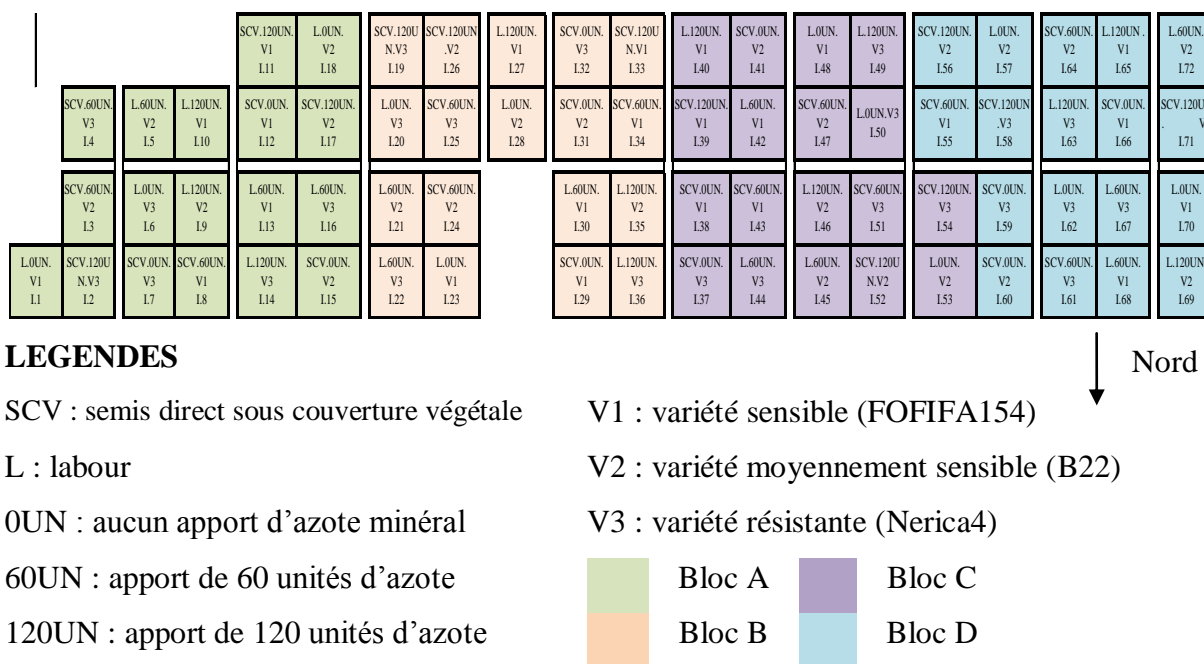 SCV.120UN.
V1
I.11
L.0UN.
V2
I.18
SCV.120U
N.V3
I.19
SCV.120UN
.V2
I.26
L.120UN.
V1
I.27
SCV.0UN.
V3
I.32
SCV.120U
N.V1
I.33
L.120UN.
V1
I.40
SCV.0UN.
V2
I.41
L.0UN.
V1
I.48
L.120UN.
V3
I.49
SCV.120UN.
V2
I.56
L.0UN.
V2
I.57
SCV.60UN.
V2
I.64
L.120UN .
V1
I.65
L.60UN.
V2
I.72
SCV.60UN.
V3
I.4
L.60UN.
V2
I.5
L.120UN.
V1
I.10
SCV.0UN.
V1
I.12
SCV.120UN.
V2
I.17
L.0UN.
V3
I.20
SCV.60UN.
V3
I.25
L.0UN.
V2
I.28
SCV.0UN.
V2
I.31
SCV.60UN.
V1
I.34
SCV.120UN.
V1
I.39
L.60UN.
V1
I.42
SCV.60UN.
V2
I.47
L.0UN.V3
I.50
SCV.60UN.
V1
I.55
SCV.120UN
.V3
I.58
L.120UN.
V3
I.63
SCV.0UN.
V1
I.66
SCV.120U
. V
I.71
SCV.60UN.
V2
I.3
L.0UN.
V3
I.6
L.120UN.
V2
I.9
L.60UN.
V1
I.13
L.60UN.
V3
I.16
L.60UN.
V2
I.21
SCV.60UN.
V2
I.24
L.60UN.
V1
I.30
L.120UN.
V2
I.35
SCV.0UN.
V1
I.38
SCV.60UN.
V1
I.43
L.120UN.
V2
I.46
SCV.60UN.
V3
I.51
SCV.120UN.
V3
I.54
SCV.0UN.
V3
I.59
L.0UN.
V3
I.62
L.60UN.
V3
I.67
L.0UN.
V1
I.70
L.0UN.
V1
I.1
SCV.120U
N.V3
I.2
SCV.0UN.
V3
I.7
SCV.60UN.
V1
I.8
L.120UN.
V3
I.14
SCV.0UN.
V2
I.15
L.60UN.
V3
I.22
L.0UN.
V1
I.23
SCV.0UN.
V1
I.29
L.120UN.
V3
I.36
SCV.0UN.
V3
I.37
L.60UN.
V3
I.44
L.60UN.
V2
I.45
SCV.120U
N.V2
I.52
L.0UN.
V2
I.53
SCV.0UN.
V2
I.60
SCV.60UN.
V3
I.61
L.60UN.
V1
I.68
L.120UN
V2
I.69
LEGENDES
Nord
SCV : semis direct sous couverture végétale
L : labour
0UN : aucun apport d'azote minéral
60UN : apport de 60 unités d'azote
120UN : apport de 120 unités d'azote
V1 : variété sensible (FOFIFA154)
V2 : variété moyennement sensible (B22)
V3 : variété résistante (Nerica4)
Bloc A
Bloc C
Bloc B
Bloc D